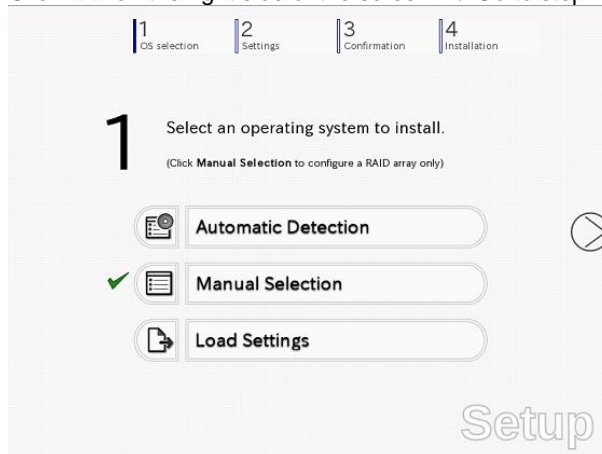 1
OS selection
2
Settings
3
Confirmation
4
Installation
1
Select an operating system to install.
(Click Manual Selection to configure a RAID array only)
Automatic Detection
Manual Selection
Load Settings
Setup